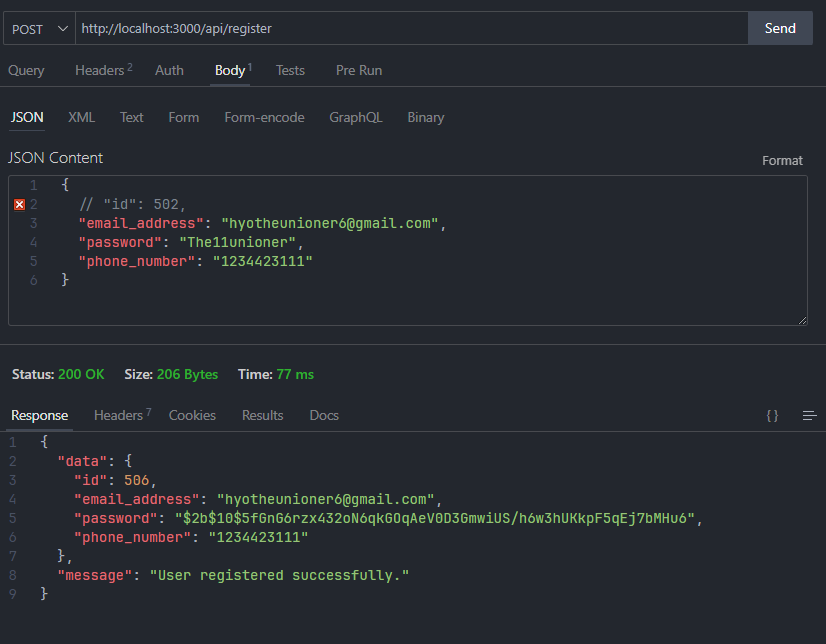 POST http://localhost:3000/api/register Send
Query Headers 2 Auth Body 1 Tests Pre Run
JSON XML Text Form Form-encode GraphQL Binary
JSON Content Format
1 {
2 // "id": 502,
3 "email_address": "hyotheunioner6@gmail.com",
4 "password": "The11unioner",
5 "phone_number": "1234423111"
6 }
Status: 200 OK Size: 206 Bytes Time: 77 ms
Response Headers 7 Cookies Results Docs { }
1 {
2 "data": {
3 "id": 506,
4 "email_address": "hyotheunioner6@gmail.com",
5 "password": "$2b$10$5fGnG6rzx432oN6qkGOqAeV0D3GmwiUS/h6w3hUKkpF5qEj7bMHu6",
6 "phone_number": "1234423111"
7 },
8 "message": "User registered successfully."
9 }